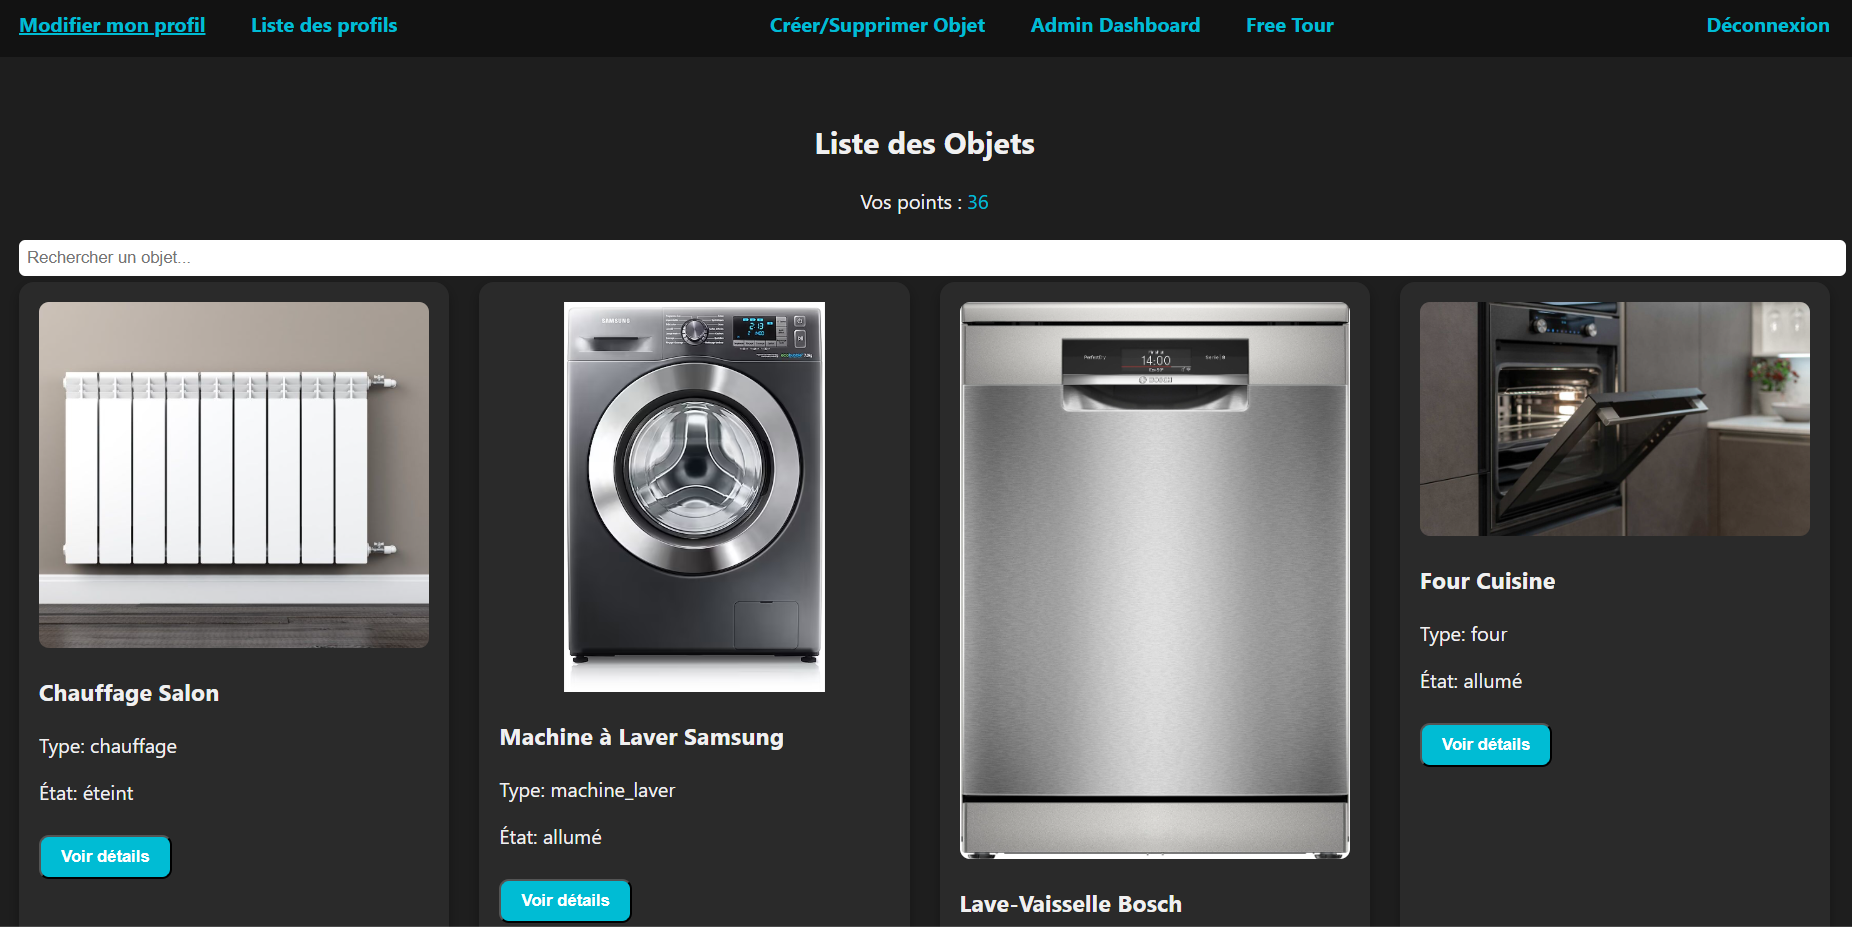 Modifier mon profil Liste des profils Créer/Supprimer Objet Admin Dashboard Free Tour Déconnexion
Liste des Objets
Vos points : 36
Rechercher un objet...
SAMSUNG
Chauffage Salon
Type: chauffage
État: éteint
Voir détails
Machine à Laver Samsung
Type: machine_laver
État: allumé
Voir détails
PerfectDry
14:00
BOSCH
Lave-Vaisselle Bosch
Four Cuisine
Type: four
État: allumé
Voir détails